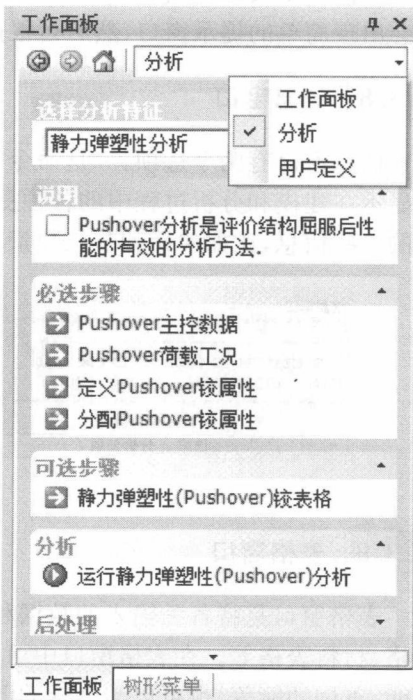 工作面板
分析
工作面板
分析
用户定义
选择分析特征
静力弹塑性分析
说明
Pushover分析是评价结构屈服后性
能的有效的分析方法.
必选步骤
Pushover主控数据
Pushover荷载工况
定义Pushover铰属性
分配Pushover铰属性
可选步骤
静力弹塑性(Pushover)铰表格
分析
运行静力弹塑性(Pushover)分析
后处理
工作面板
树形菜单